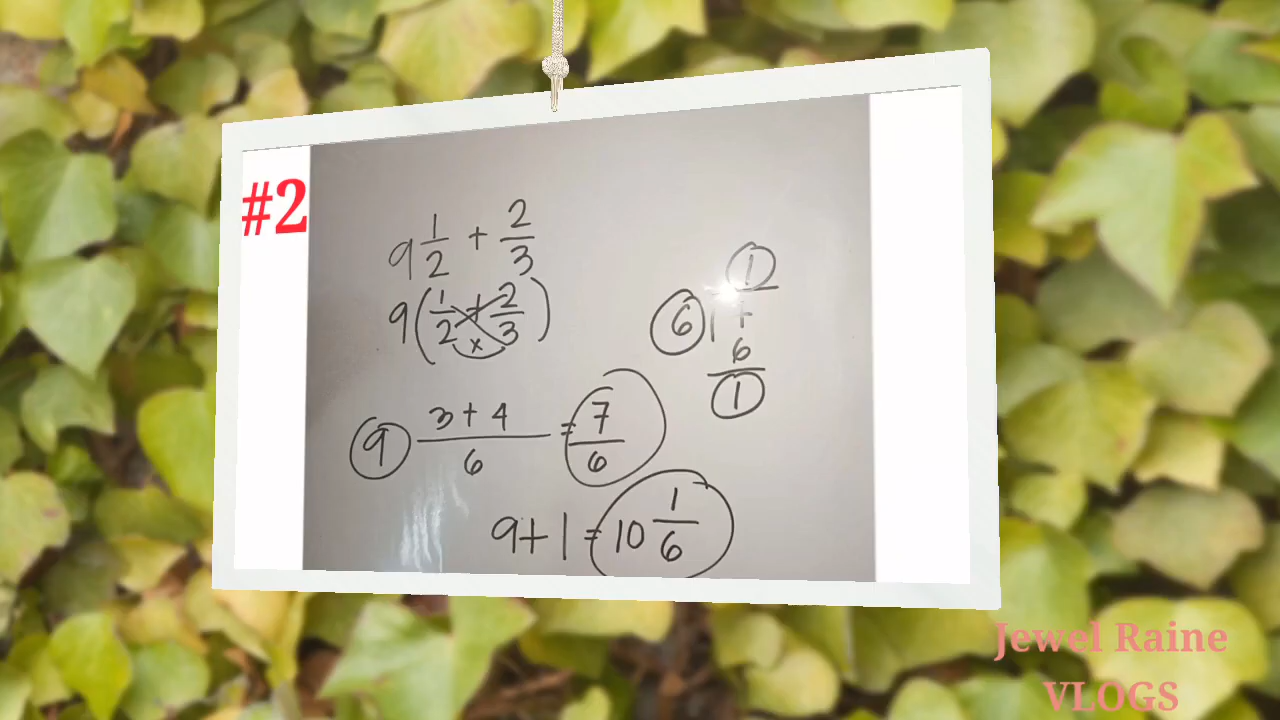 #2
9 1/2 + 2/3
9(1/2 + 2/3)
x
9 3 + 4/6 = 7/6
9 + 1 = 10 1/6
1
6 7
6
1
Jewel Raine
VLOGS